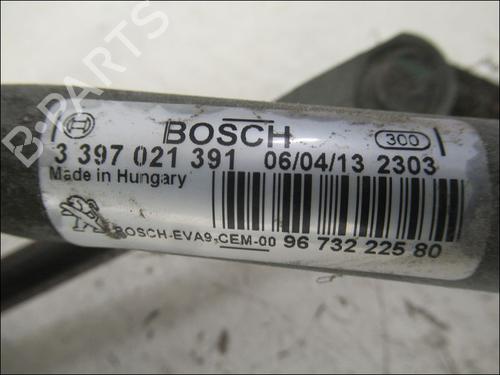 B-PARTS
BOSCH
300
3 397 021 391 06/04/13 2303
Made in Hungary
BOSCH-EVA9-CEM-00 96 732 225 80